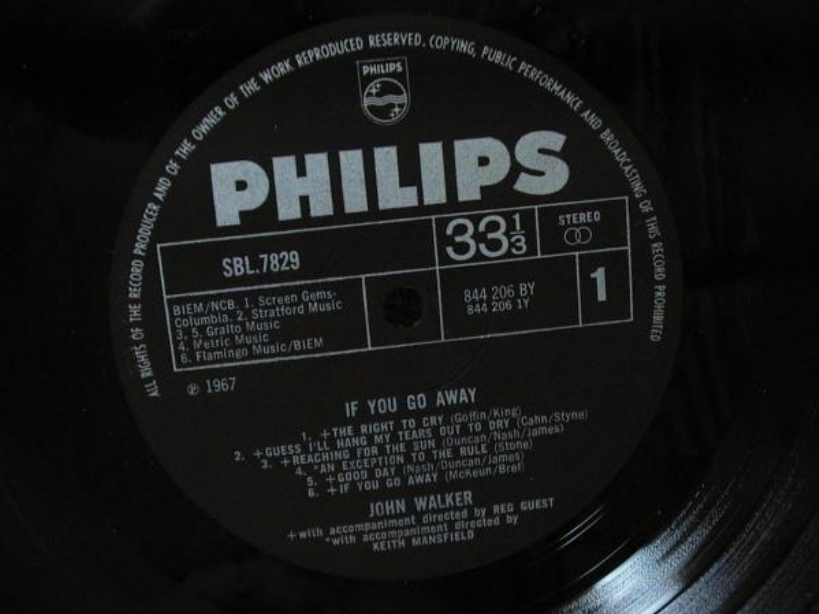 ALL RIGHTS OF THE RECORD PRODUCER AND OF THE OWNER OF THE WORK REPRODUCED RESERVED. COPYING, PUBLIC PERFORMANCE AND BROADCASTING OF THIS RECORD PROHIBITED
PHILIPS
PHILIPS
SBL.7829
33 1/3
STEREO
BIEM/NCB. 1. Screen Gems-
Columbia. 2. Stratford Music
3, 5. Gralto Music
4. Metric Music
6. Flamingo Music/BIEM
844 206 BY
844 206 1Y
1
℗ 1967
IF YOU GO AWAY
1. +THE RIGHT TO CRY (Goffin/King)
2. +GUESS I'LL HANG MY TEARS OUT TO DRY (Cahn/Styne)
3. +REACHING FOR THE SUN (Duncan/Nash/James)
4. *AN EXCEPTION TO THE RULE (Stone)
5. +GOOD DAY (Nash/Duncan/James)
6. +IF YOU GO AWAY (McKeun/Brel)
JOHN WALKER
+with accompaniment directed by REG GUEST
*with accompaniment directed by
KEITH MANSFIELD